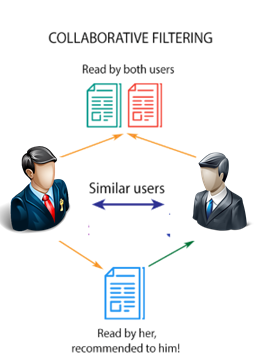 COLLABORATIVE FILTERING
Read by both users
Similar users
Read by her,
recommended to him!